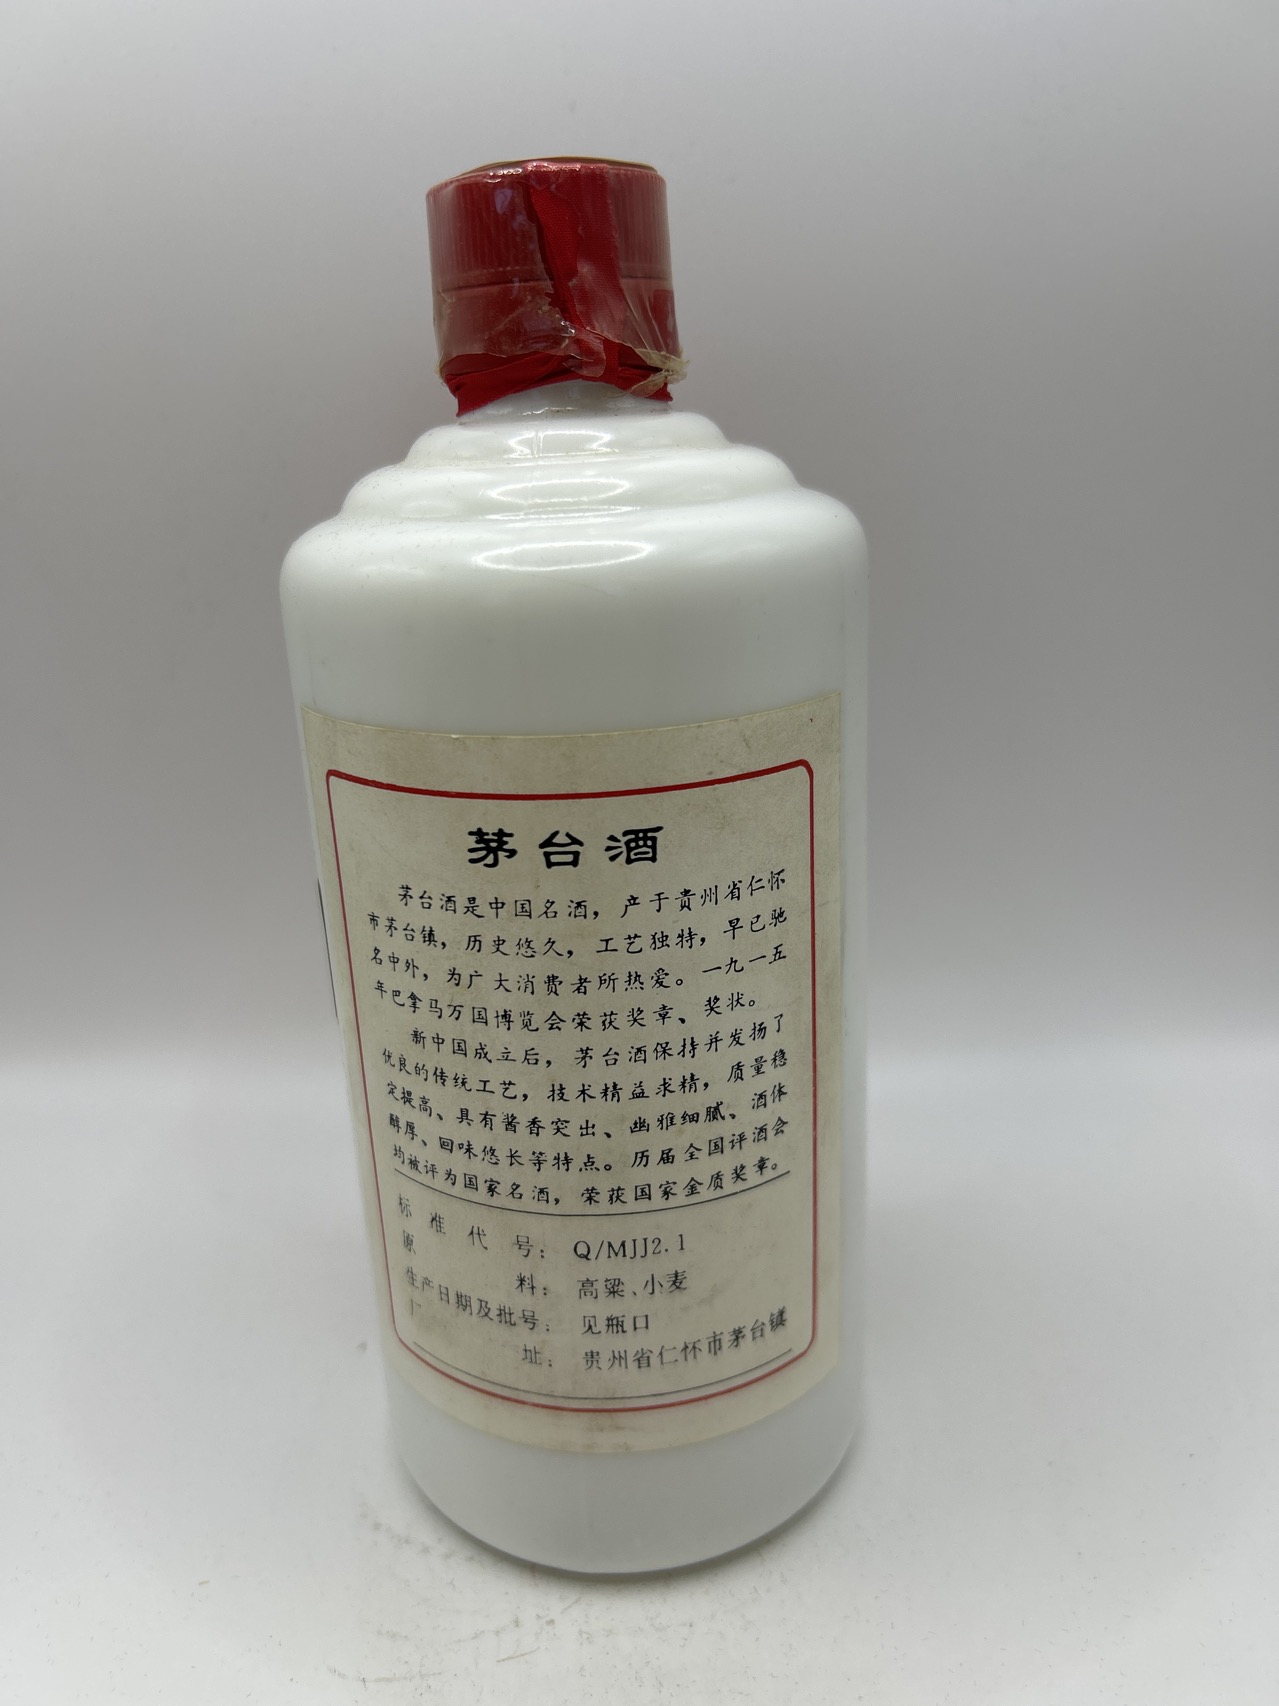 茅台酒
茅台酒是中国名酒，产于贵州省仁怀
市茅台镇，历史悠久，工艺独特，早已驰
名中外，为广大消费者所热爱。一九一五
年巴拿马万国博览会荣获奖章、奖状。
新中国成立后，茅台酒保持并发扬了
优良的传统工艺，技术精益求精，质量稳
定提高、具有酱香突出、幽雅细腻、酒体
醇厚、回味悠长等特点。历届全国评酒会
均被评为国家名酒，荣获国家金质奖章。
标准代号：Q/MJJ2.1
原料：高粱、小麦
生产日期及批号：见瓶口
厂址：贵州省仁怀市茅台镇